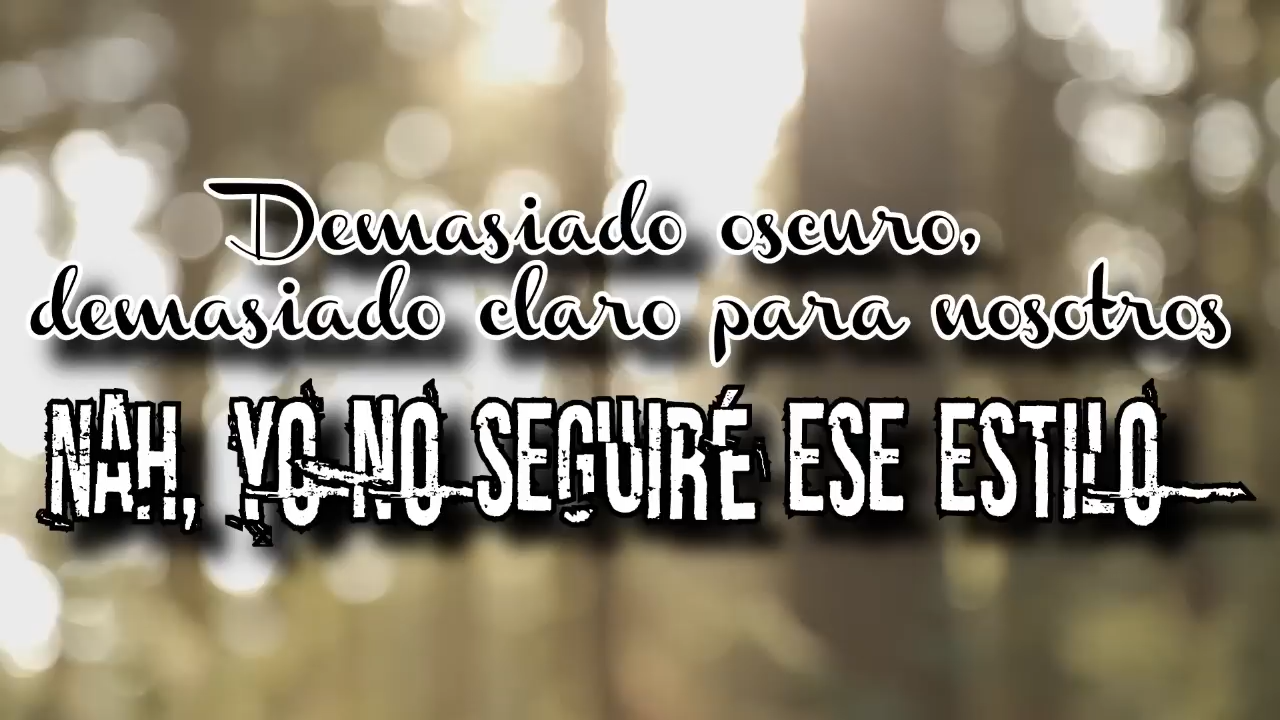 Demasiado oscuro,
demasiado claro para nosotros
NAH, YO NO SEGUIRÉ ESE ESTILO